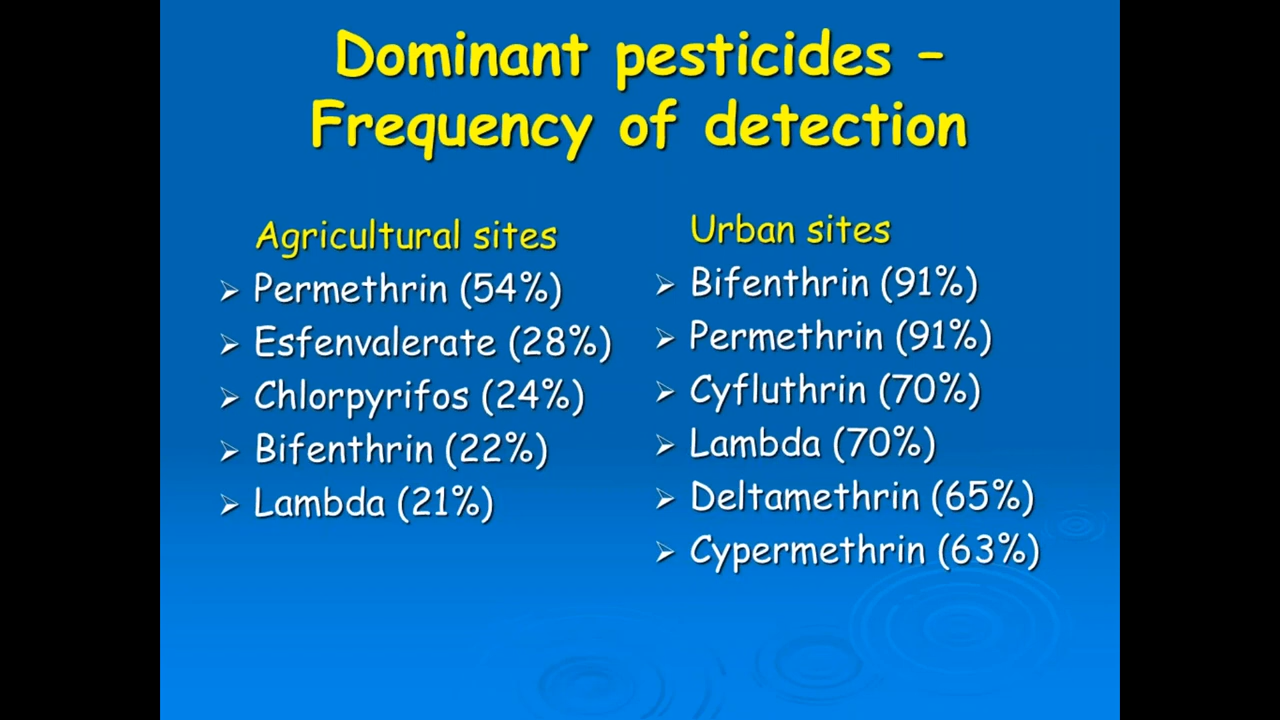 Dominant pesticides –
Frequency of detection
Agricultural sites
Permethrin (54%)
Esfenvalerate (28%)
Chlorpyrifos (24%)
Bifenthrin (22%)
Lambda (21%)
Urban sites
Bifenthrin (91%)
Permethrin (91%)
Cyfluthrin (70%)
Lambda (70%)
Deltamethrin (65%)
Cypermethrin (63%)